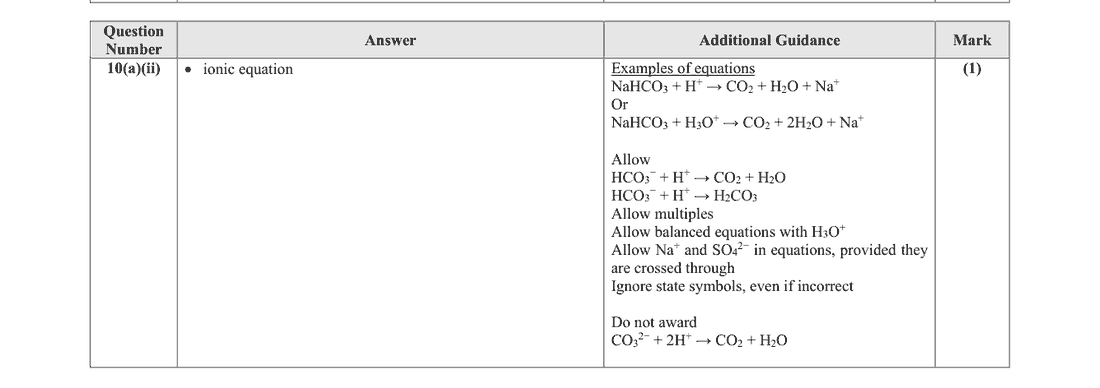 Question Number
Answer
Additional Guidance
Mark
10(a)(ii)
• ionic equation
Examples of equations
NaHCO₃ + H⁺ → CO₂ + H₂O + Na⁺
Or
NaHCO₃ + H₃O⁺ → CO₂ + 2H₂O + Na⁺
Allow
HCO₃⁻ + H⁺ → CO₂ + H₂O
HCO₃⁻ + H⁺ → H₂CO₃
Allow multiples
Allow balanced equations with H₃O⁺
Allow Na⁺ and SO₄²⁻ in equations, provided they
are crossed through
Ignore state symbols, even if incorrect
Do not award
CO₃²⁻ + 2H⁺ → CO₂ + H₂O
(1)